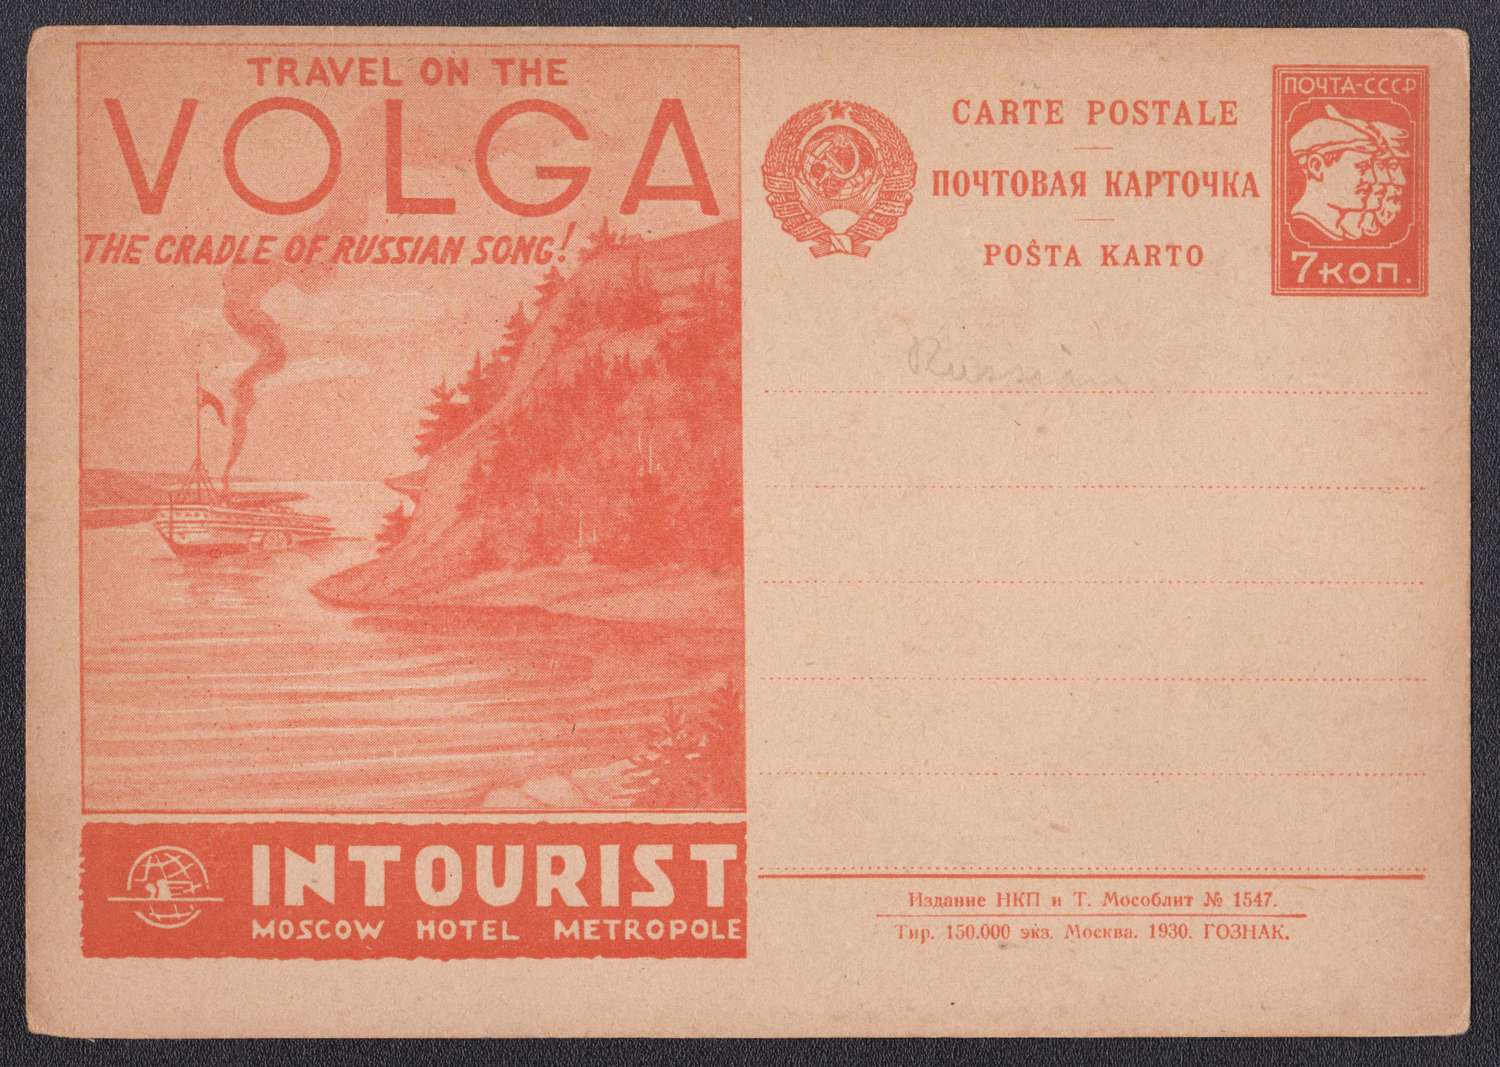 TRAVEL ON THE
VOLGA
THE CRADLE OF RUSSIAN SONG!
INTOURIST
MOSCOW HOTEL METROPOLE
CARTE POSTALE
ПОЧТОВАЯ КАРТОЧКА
POŜTA KARTO
ПОЧТА-СССР
7 КОП.
Russian
Издание НКП и Т. Мособлит № 1547.
Тир. 150.000 экз. Москва. 1930. ГОЗНАК.